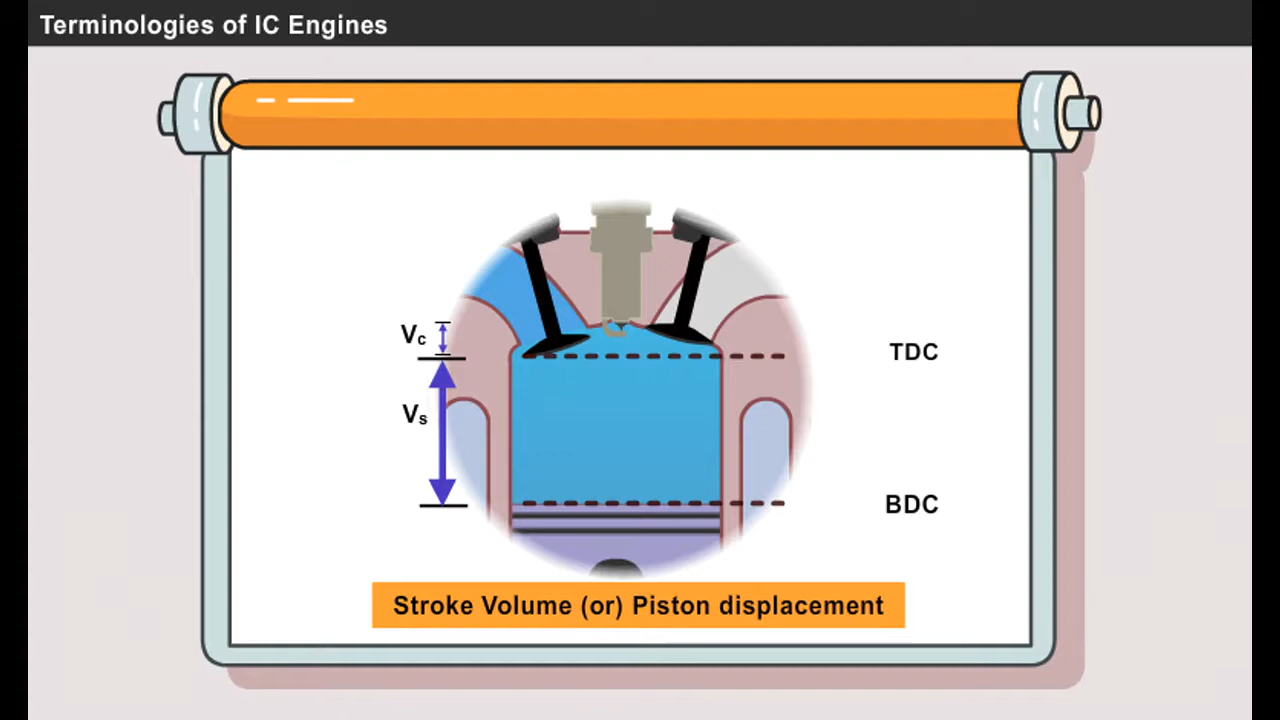 Terminologies of IC Engines
Vc
TDC
Vs
BDC
Stroke Volume (or) Piston displacement